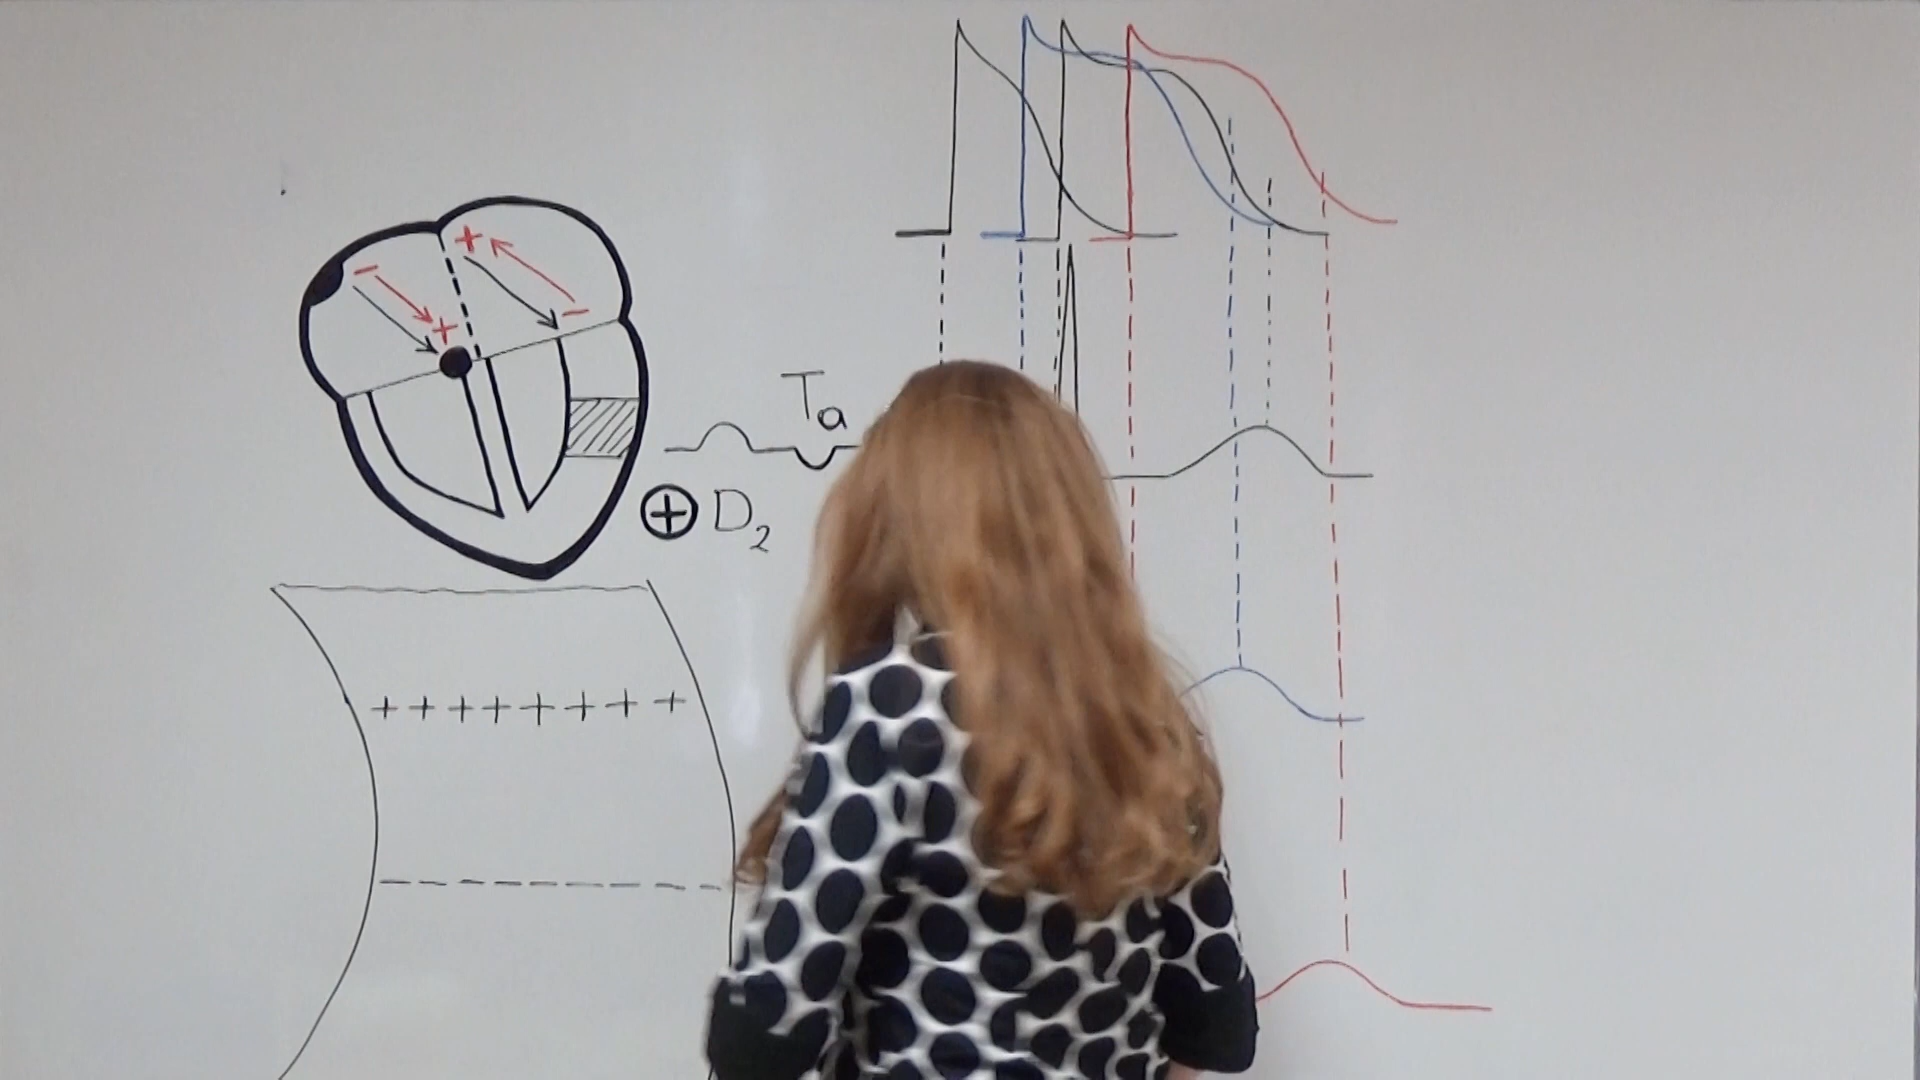 - +
+ -
Ta
⊕ D2
+ + + + + + + +
- - - - - - - - -